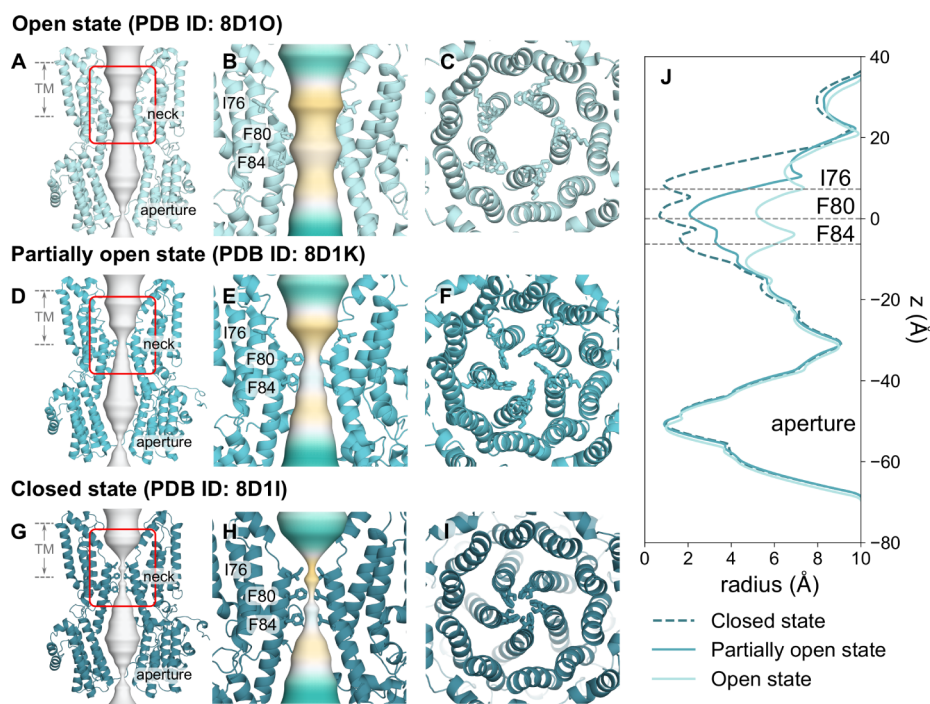 Open state (PDB ID: 8D1O)
A
TM
neck
aperture
B
I76
F80
F84
C
Partially open state (PDB ID: 8D1K)
D
TM
neck
aperture
E
I76
F80
F84
F
Closed state (PDB ID: 8D1I)
G
TM
neck
aperture
H
I76
F80
F84
I
J
40
20
0
−20
−40
−60
−80
z (Å)
I76
F80
F84
aperture
0 2 4 6 8 10
radius (Å)
Closed state
Partially open state
Open state